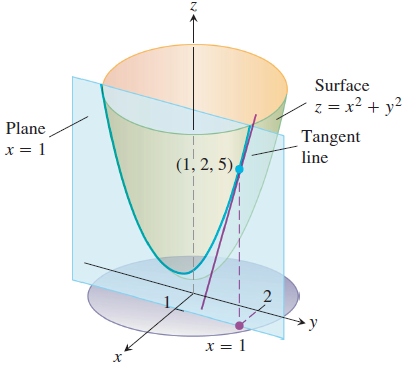 z
Surface
z = x² + y²
Plane
x = 1
Tangent
line
(1, 2, 5)
1
2
y
x = 1
x